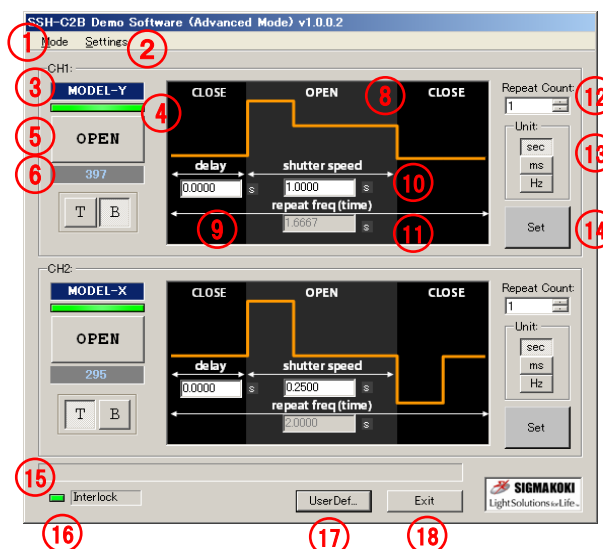 SSH-C2B Demo Software (Advanced Mode) v1.0.0.2
1 Mode Settings 2
CH1:
3 MODEL-Y
4
5 OPEN
6 397
T B
CLOSE OPEN 8 CLOSE
delay shutter speed
0.0000 s 1.0000 s 10
repeat freq(time)
9 1.6667 s 11
Repeat Count: 12
1
Unit:
sec 13
ms
Hz
Set 14
CH2:
MODEL-X
OPEN
295
T B
CLOSE OPEN CLOSE
delay shutter speed
0.0000 s 0.2500 s
repeat freq(time)
2.0000 s
Repeat Count:
1
Unit:
sec
ms
Hz
Set
15
Interlock
16
UserDef...
17
Exit
18
SIGMAKOKI
Light Solutions for Life